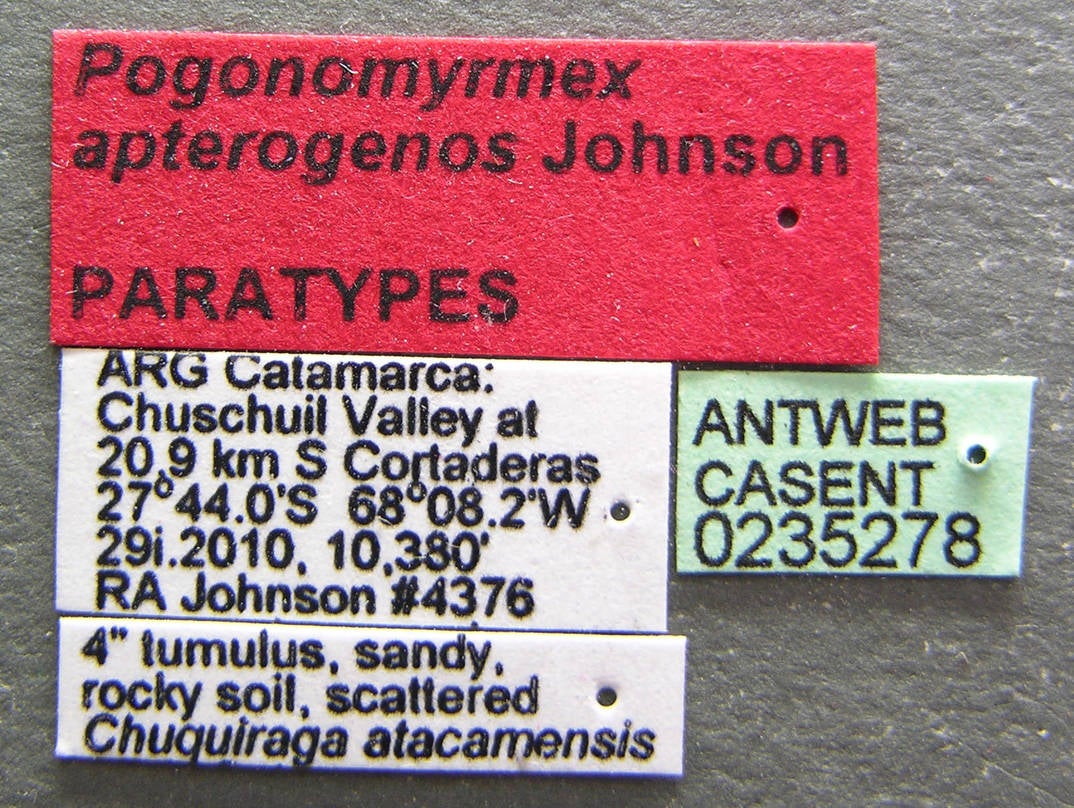 Pogonomyrmex
apterogenos Johnson
PARATYPES
ARG Catamarca:
Chuschuil Valley at
20.9 km S Cortaderas
27°44.0'S 68°08.2'W
29i.2010, 10,380'
RA Johnson #4376
ANTWEB
CASENT
0235278
4" tumulus, sandy,
rocky soil, scattered
Chuquiraga atacamensis